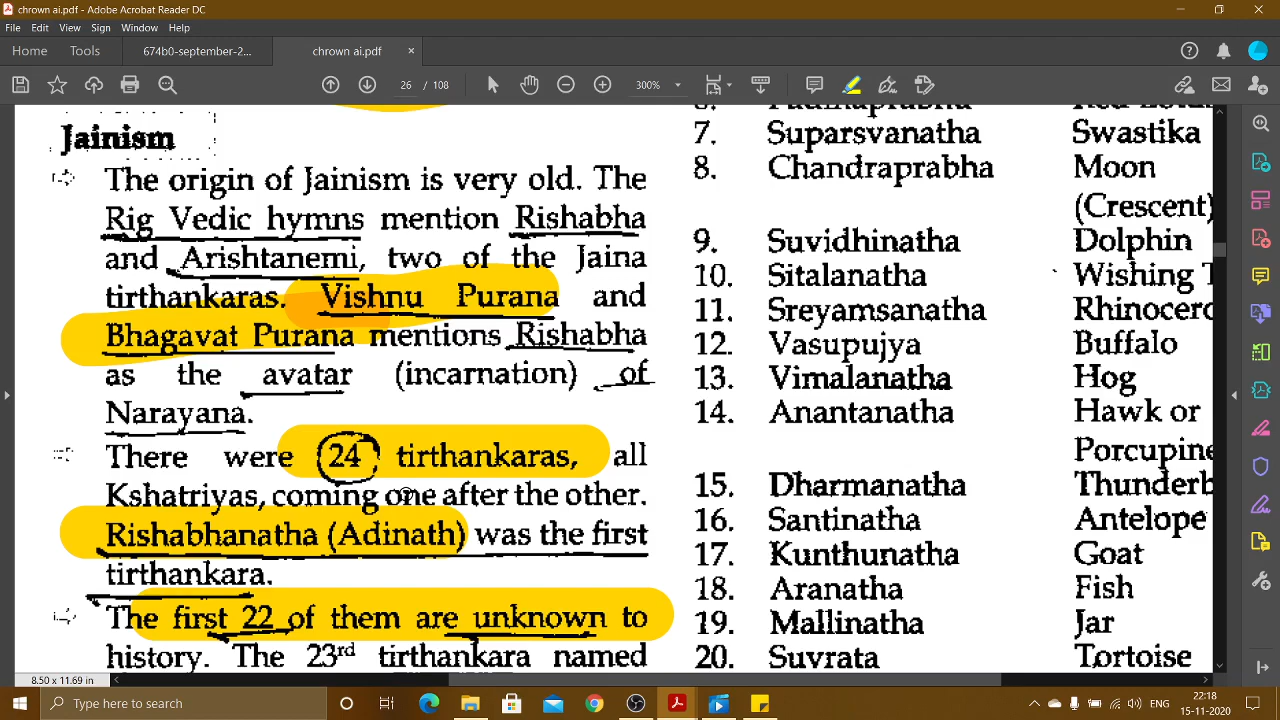 chrown ai.pdf - Adobe Acrobat Reader DC
File Edit View Sign Window Help
Home Tools 674b0-september-2... chrown ai.pdf ×
26 / 108 300%
Jainism
The origin of Jainism is very old. The
Rig Vedic hymns mention Rishabha
and Arishtanemi, two of the Jaina
tirthankaras. Vishnu Purana and
Bhagavat Purana mentions Rishabha
as the avatar (incarnation) of
Narayana.
There were 24 tirthankaras, all
Kshatriyas, coming one after the other.
Rishabhanatha (Adinath) was the first
tirthankara.
The first 22 of them are unknown to
history. The 23rd tirthankara named
7. Suparsvanatha Swastika
8. Chandraprabha Moon
(Crescent)
9. Suvidhinatha Dolphin
10. Sitalanatha Wishing T
11. Sreyamsanatha Rhinocero
12. Vasupujya Buffalo
13. Vimalanatha Hog
14. Anantanatha Hawk or
Porcupine
15. Dharmanatha Thunderb
16. Santinatha Antelope
17. Kunthunatha Goat
18. Aranatha Fish
19. Mallinatha Jar
20. Suvrata Tortoise
8.50 x 11.69 in
Type here to search
ENG
22:18
15-11-2020